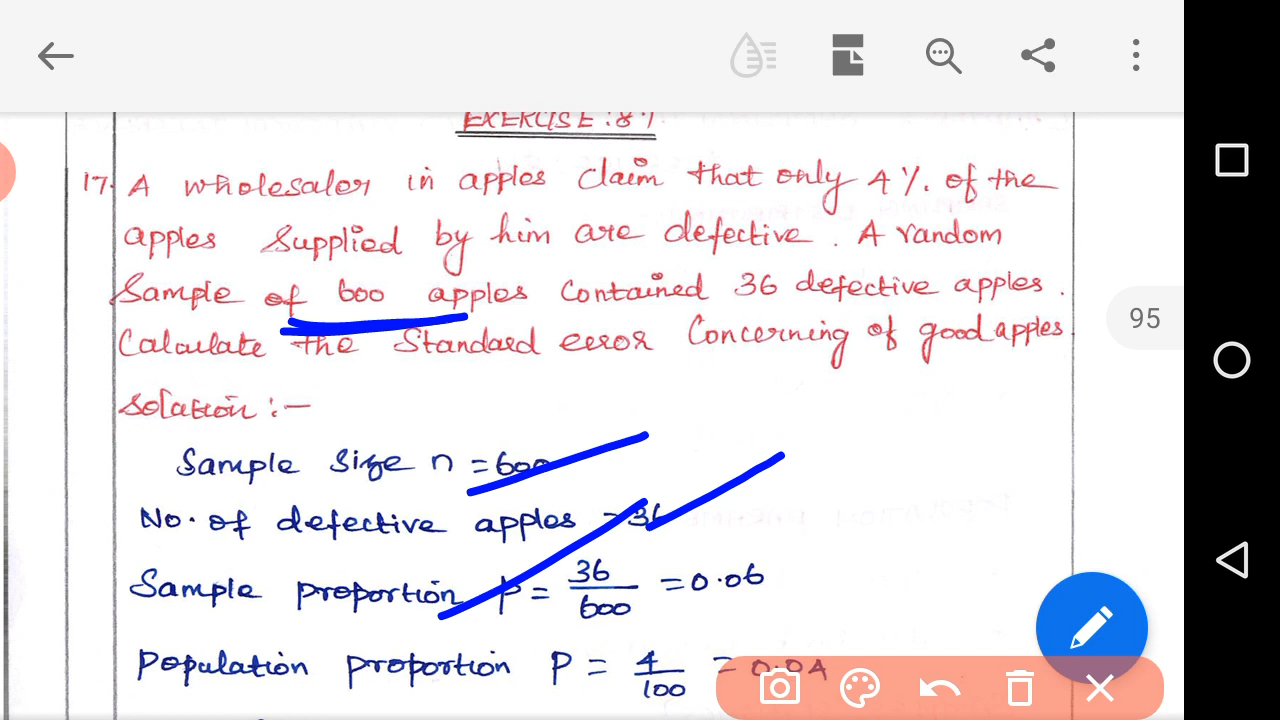 EXERCISE : 8.1
17. A wholesaler in apples claim that only 4 %. of the
apples supplied by him are defective. A random
Sample of 600 apples contained 36 defective apples.
Calculate the Standard error Concerning of good apples.
Solution :-
Sample size n = 600
No. of defective apples = 36
Sample proportion p = 36/600 = 0.06
Population proportion P = 4/100 = 0.04
95